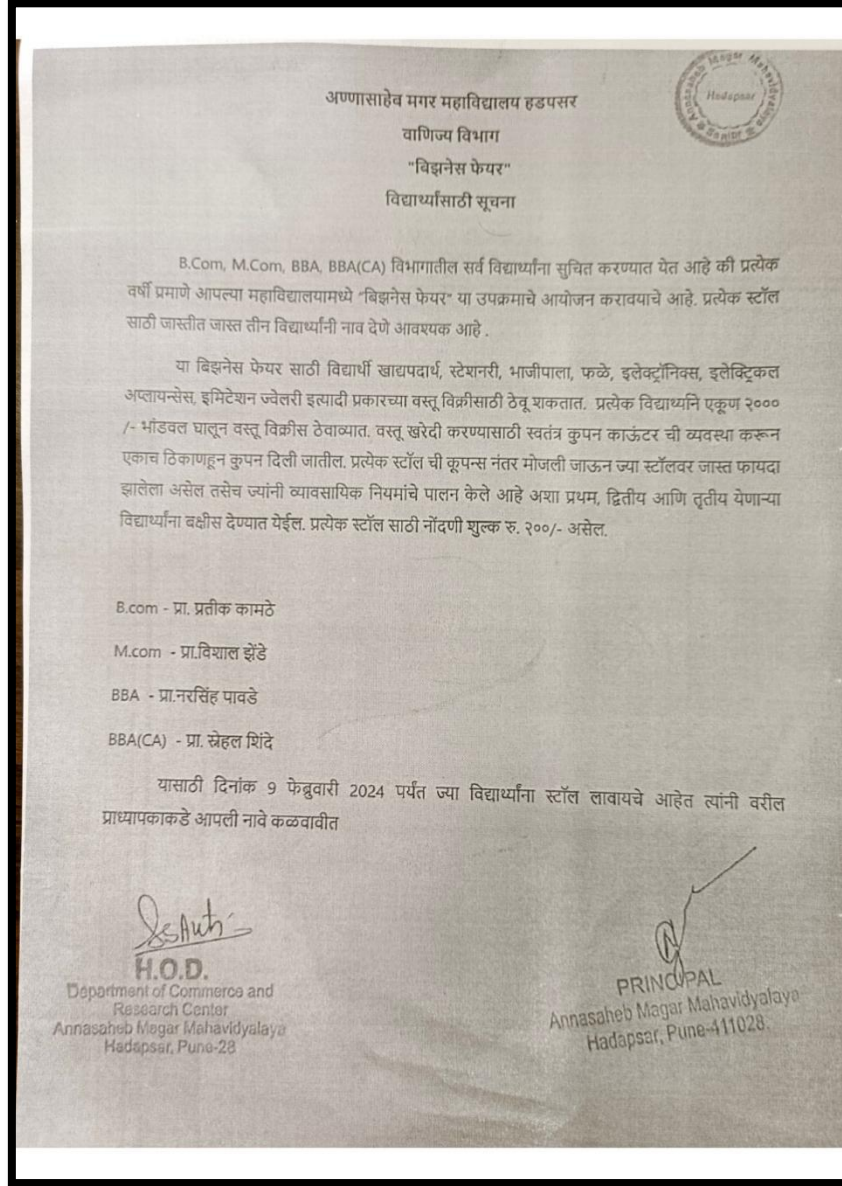 Annasaheb Magar Mahavidyalaya
Hadapsar
अण्णासाहेब मगर महाविद्यालय हडपसर
वाणिज्य विभाग
"बिझनेस फेयर"
विद्यार्थ्यांसाठी सूचना
B.Com, M.Com, BBA, BBA(CA) विभागातील सर्व विद्यार्थ्यांना सुचित करण्यात येत आहे की प्रत्येक
वर्षी प्रमाणे आपल्या महाविद्यालयामध्ये "बिझनेस फेयर" या उपक्रमाचे आयोजन करावयाचे आहे. प्रत्येक स्टॉल
साठी जास्तीत जास्त तीन विद्यार्थ्यांनी नाव देणे आवश्यक आहे .
या बिझनेस फेयर साठी विद्यार्थी खाद्यपदार्थ, स्टेशनरी, भाजीपाला, फळे, इलेक्ट्रॉनिक्स, इलेक्ट्रिकल
अप्लायन्सेस, इमिटेशन ज्वेलरी इत्यादी प्रकारच्या वस्तू विक्रीसाठी ठेवू शकतात. प्रत्येक विद्यार्थ्यांने एकूण २०००
/- भांडवल घालून वस्तू विक्रीस ठेवाव्यात. वस्तू खरेदी करण्यासाठी स्वतंत्र कुपन काऊंटर ची व्यवस्था करून
एकाच ठिकाणहून कुपन दिली जातील. प्रत्येक स्टॉल ची कूपन्स नंतर मोजली जाऊन ज्या स्टॉलवर जास्त फायदा
झालेला असेल तसेच ज्यांनी व्यावसायिक नियमांचे पालन केले आहे अशा प्रथम, द्वितीय आणि तृतीय येणाऱ्या
विद्यार्थ्यांना बक्षीस देण्यात येईल. प्रत्येक स्टॉल साठी नोंदणी शुल्क रु. २००/- असेल.
B.com - प्रा. प्रतीक कामठे
M.com - प्रा.विशाल झेंडे
BBA - प्रा.नरसिंह पावडे
BBA(CA) - प्रा. स्नेहल शिंदे
यासाठी दिनांक 9 फेब्रुवारी 2024 पर्यंत ज्या विद्यार्थ्यांना स्टॉल लावायचे आहेत त्यांनी वरील
प्राध्यापकाकडे आपली नावे कळवावीत
H.O.D.
Department of Commerce and
Research Center
Annasaheb Magar Mahavidyalaya
Hadapsar, Pune-28
PRINCIPAL
Annasaheb Magar Mahavidyalaya
Hadapsar, Pune-411028.